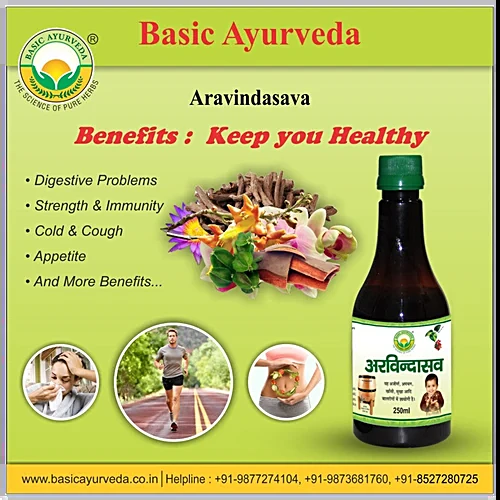 Basic Ayurveda
BASIC AYURVEDA
THE SCIENCE OF PURE HERBS
®
Aravindasava
Benefits : Keep you Healthy
• Digestive Problems
• Strength & Immunity
• Cold & Cough
• Appetite
• And More Benefits...
अरविन्दासव
250ml
www.basicayurveda.co.in | Helpline : +91-9877274104, +91-9873681760, +91-8527280725